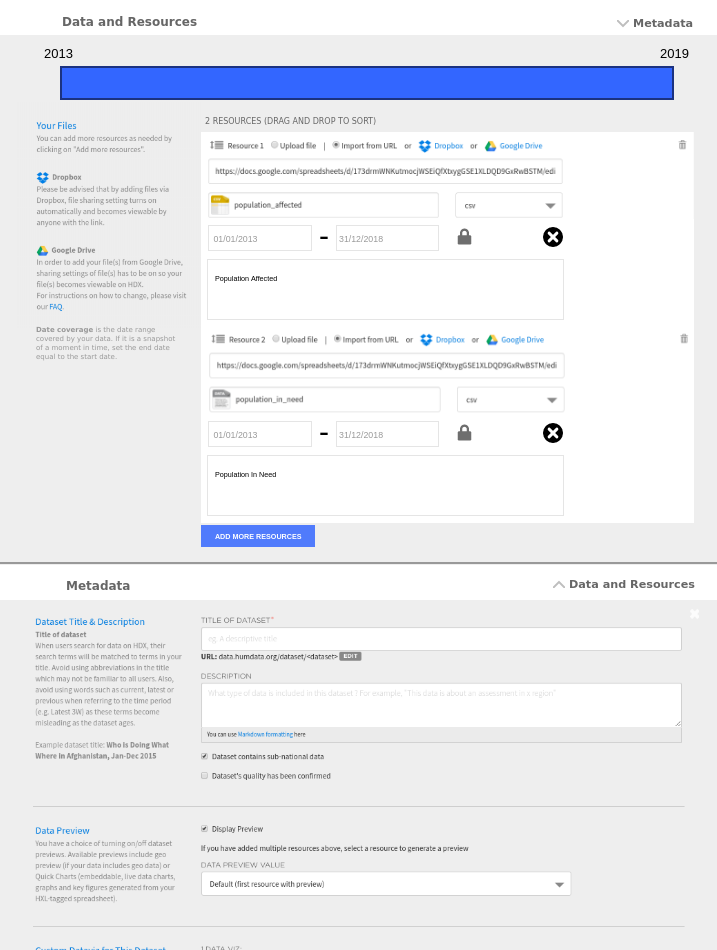 Data and Resources
Metadata
2013
2019
Your Files
You can add more resources as needed by
clicking on "Add more resources".
Dropbox
Please be advised that by adding files via
Dropbox, file sharing setting turns on
automatically and becomes viewable by
anyone with the link.
Google Drive
In order to add your file(s) from Google Drive,
sharing settings of file(s) has to be on so your
file(s) becomes viewable on HDX.
For instructions on how to change, please visit
our FAQ.
Date coverage is the date range
covered by your data. If it is a snapshot
of a moment in time, set the end date
equal to the start date.
2 RESOURCES (DRAG AND DROP TO SORT)
Resource 1 Upload file | Import from URL or Dropbox or Google Drive
https://docs.google.com/spreadsheets/d/173drmWNKutmocjWSEiQfXtxygGSE1XLDQD9GxRwBSTM/edi
population_affected
csv
01/01/2013 – 31/12/2018
Population Affected
Resource 2 Upload file | Import from URL or Dropbox or Google Drive
https://docs.google.com/spreadsheets/d/173drmWNKutmocjWSEiQfXtxygGSE1XLDQD9GxRwBSTM/edi
population_in_need
csv
01/01/2013 – 31/12/2018
Population In Need
ADD MORE RESOURCES
Metadata
Data and Resources
Dataset Title & Description
Title of dataset
When users search for data on HDX, their
search terms will be matched to terms in your
title. Avoid using abbreviations in the title
which may not be familiar to all users. Also,
avoid using words such as current, latest or
previous when referring to the time period
(e.g. Latest 3W) as these terms become
misleading as the dataset ages.
Example dataset title: Who is Doing What
Where in Afghanistan, Jan-Dec 2015
TITLE OF DATASET*
eg. A descriptive title
URL: data.humdata.org/dataset/<dataset> EDIT
DESCRIPTION
What type of data is included in this dataset ? For example, "This data is about an assessment in x region"
You can use Markdown formatting here
Dataset contains sub-national data
Dataset's quality has been confirmed
Data Preview
You have a choice of turning on/off dataset
previews. Available previews include geo
preview (if your data includes geo data) or
Quick Charts (embeddable, live data charts,
graphs and key figures generated from your
HXL-tagged spreadsheet).
Display Preview
If you have added multiple resources above, select a resource to generate a preview
DATA PREVIEW VALUE
Default (first resource with preview)